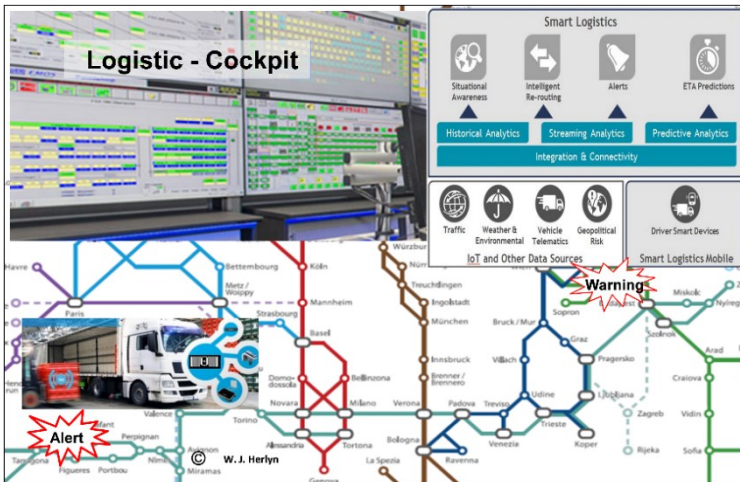 Logistic - Cockpit
Smart Logistics
Situational
Awareness
Intelligent
Re-routing
Alerts
ETA Predictions
Historical Analytics
Streaming Analytics
Predictive Analytics
Integration & Connectivity
Traffic
Weather &
Environmental
Vehicle
Telematics
Geopolitical
Risk
IoT and Other Data Sources
Driver Smart Devices
Smart Logistics Mobile
Warning
Havre
Paris
Metz /
Woippy
Bettembourg
Strasbourg
Köln
Mannheim
Basel
Domo-
dossola
Bellinzona
Novara
Milano
Alessandria
Tortona
Genova
Torino
Valence
Avignon
Miramas
Nîme
Perpignan
Portbou
Figueres
Tarragona
Würzburg
Treuchtlingen
Ingolstadt
München
Innsbruck
Brenner /
Brennero
Verona
Bologna
La Spezia
Padova
Ravenna
Treviso
Venezia
Udine
Trieste
Koper
Villach
Bruck / Mur
Graz
Pragersko
Ljubljana
Zagreb
Rijeka
Sopron
Szolnok
Miskolc
Nyíreg
Arad
Craiova
Vidin
Sofia
Alert
© W. J. Herlyn